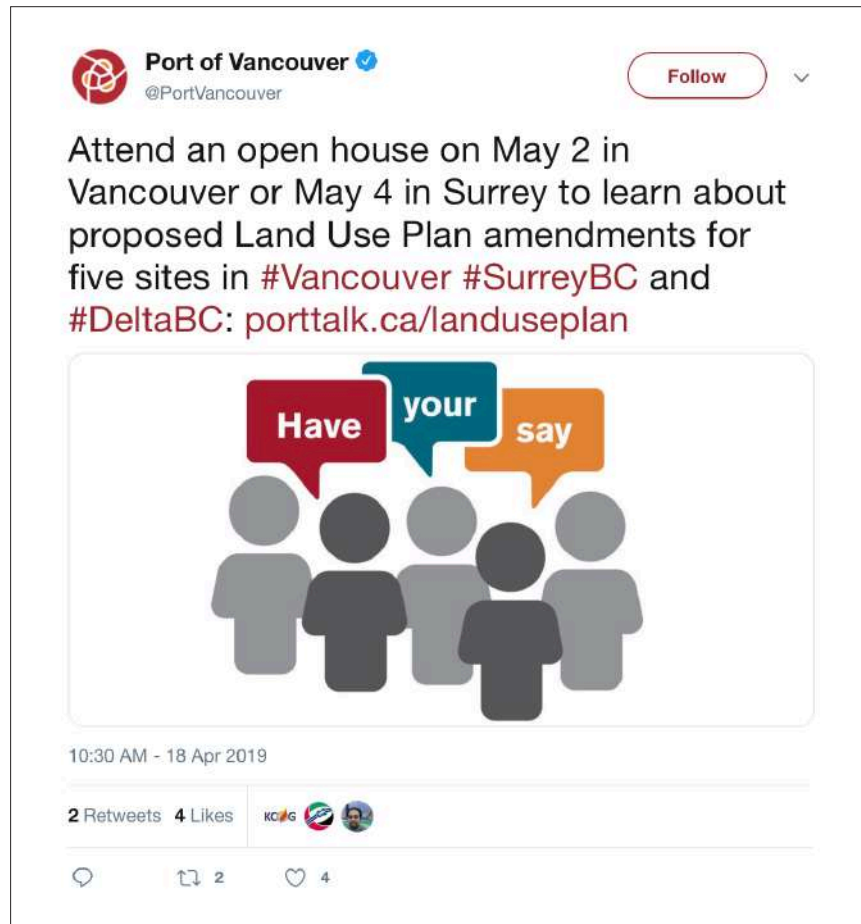 Port of Vancouver
@PortVancouver
Follow
Attend an open house on May 2 in
Vancouver or May 4 in Surrey to learn about
proposed Land Use Plan amendments for
five sites in #Vancouver #SurreyBC and
#DeltaBC: porttalk.ca/landuseplan
Have
your
say
10:30 AM - 18 Apr 2019
2 Retweets 4 Likes
2 4